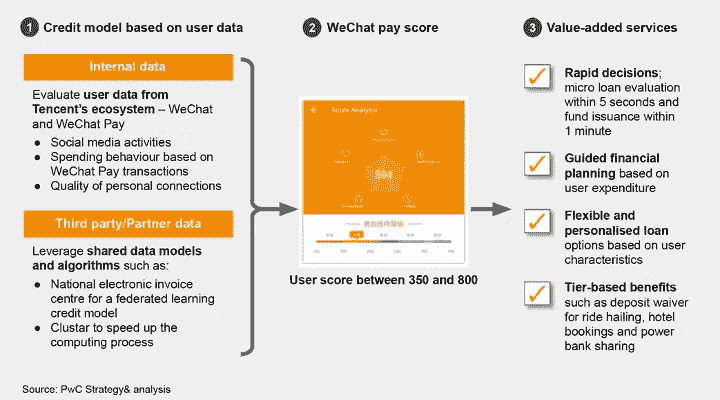 1 Credit model based on user data
Internal data
Evaluate user data from
Tencent's ecosystem – WeChat
and WeChat Pay
● Social media activities
● Spending behaviour based on
WeChat Pay transactions
● Quality of personal connections
Third party/Partner data
Leverage shared data models
and algorithms such as:
● National electronic invoice
centre for a federated learning
credit model
● Clustar to speed up the
computing process
2 WeChat pay score
Score Analysis
User score between 350 and 800
3 Value-added services
Rapid decisions;
micro loan evaluation
within 5 seconds and
fund issuance within
1 minute
Guided financial
planning based on
user expenditure
Flexible and
personalised loan
options based on user
characteristics
Tier-based benefits
such as deposit waiver
for ride hailing, hotel
bookings and power
bank sharing
Source: PwC Strategy& analysis